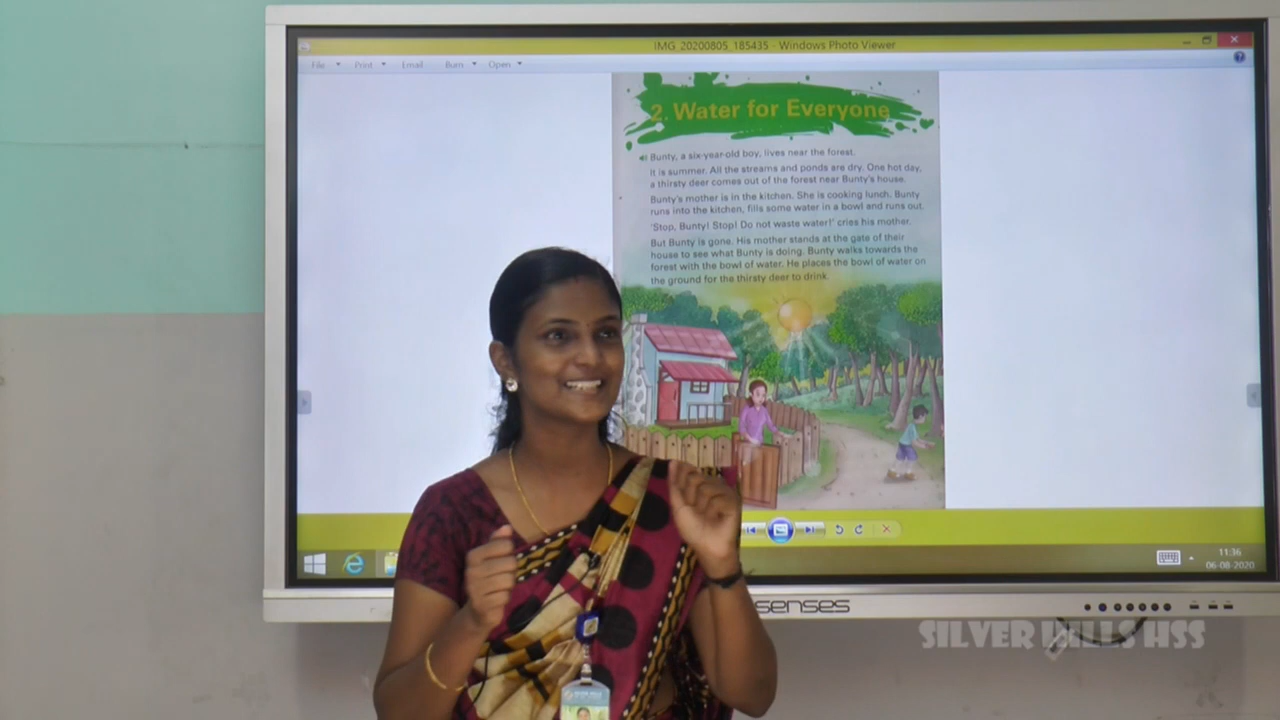 IMG_20200805_185435 - Windows Photo Viewer
File Print Email Burn Open
2. Water for Everyone
Bunty, a six-year-old boy, lives near the forest.
It is summer. All the streams and ponds are dry. One hot day,
a thirsty deer comes out of the forest near Bunty's house.
Bunty's mother is in the kitchen. She is cooking lunch. Bunty
runs into the kitchen, fills some water in a bowl and runs out.
'Stop, Bunty! Stop! Do not waste water!' cries his mother.
But Bunty is gone. His mother stands at the gate of their
house to see what Bunty is doing. Bunty walks towards the
forest with the bowl of water. He places the bowl of water on
the ground for the thirsty deer to drink.
11:36
06-08-2020
senses
SILVER HILLS HSS